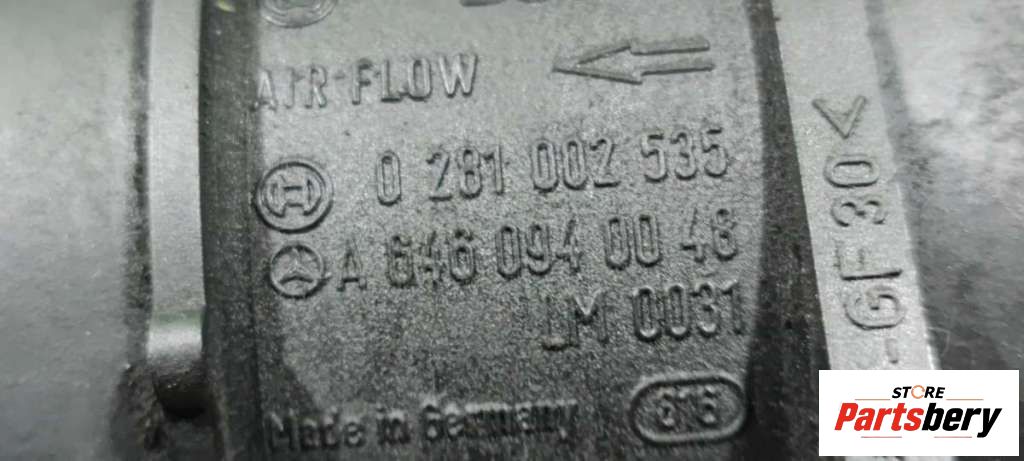 AIR FLOW
0 281 002 535
A 646 094 00 48
LM 0031
Made in Germany
616
-GF30<
STORE
Partsbery